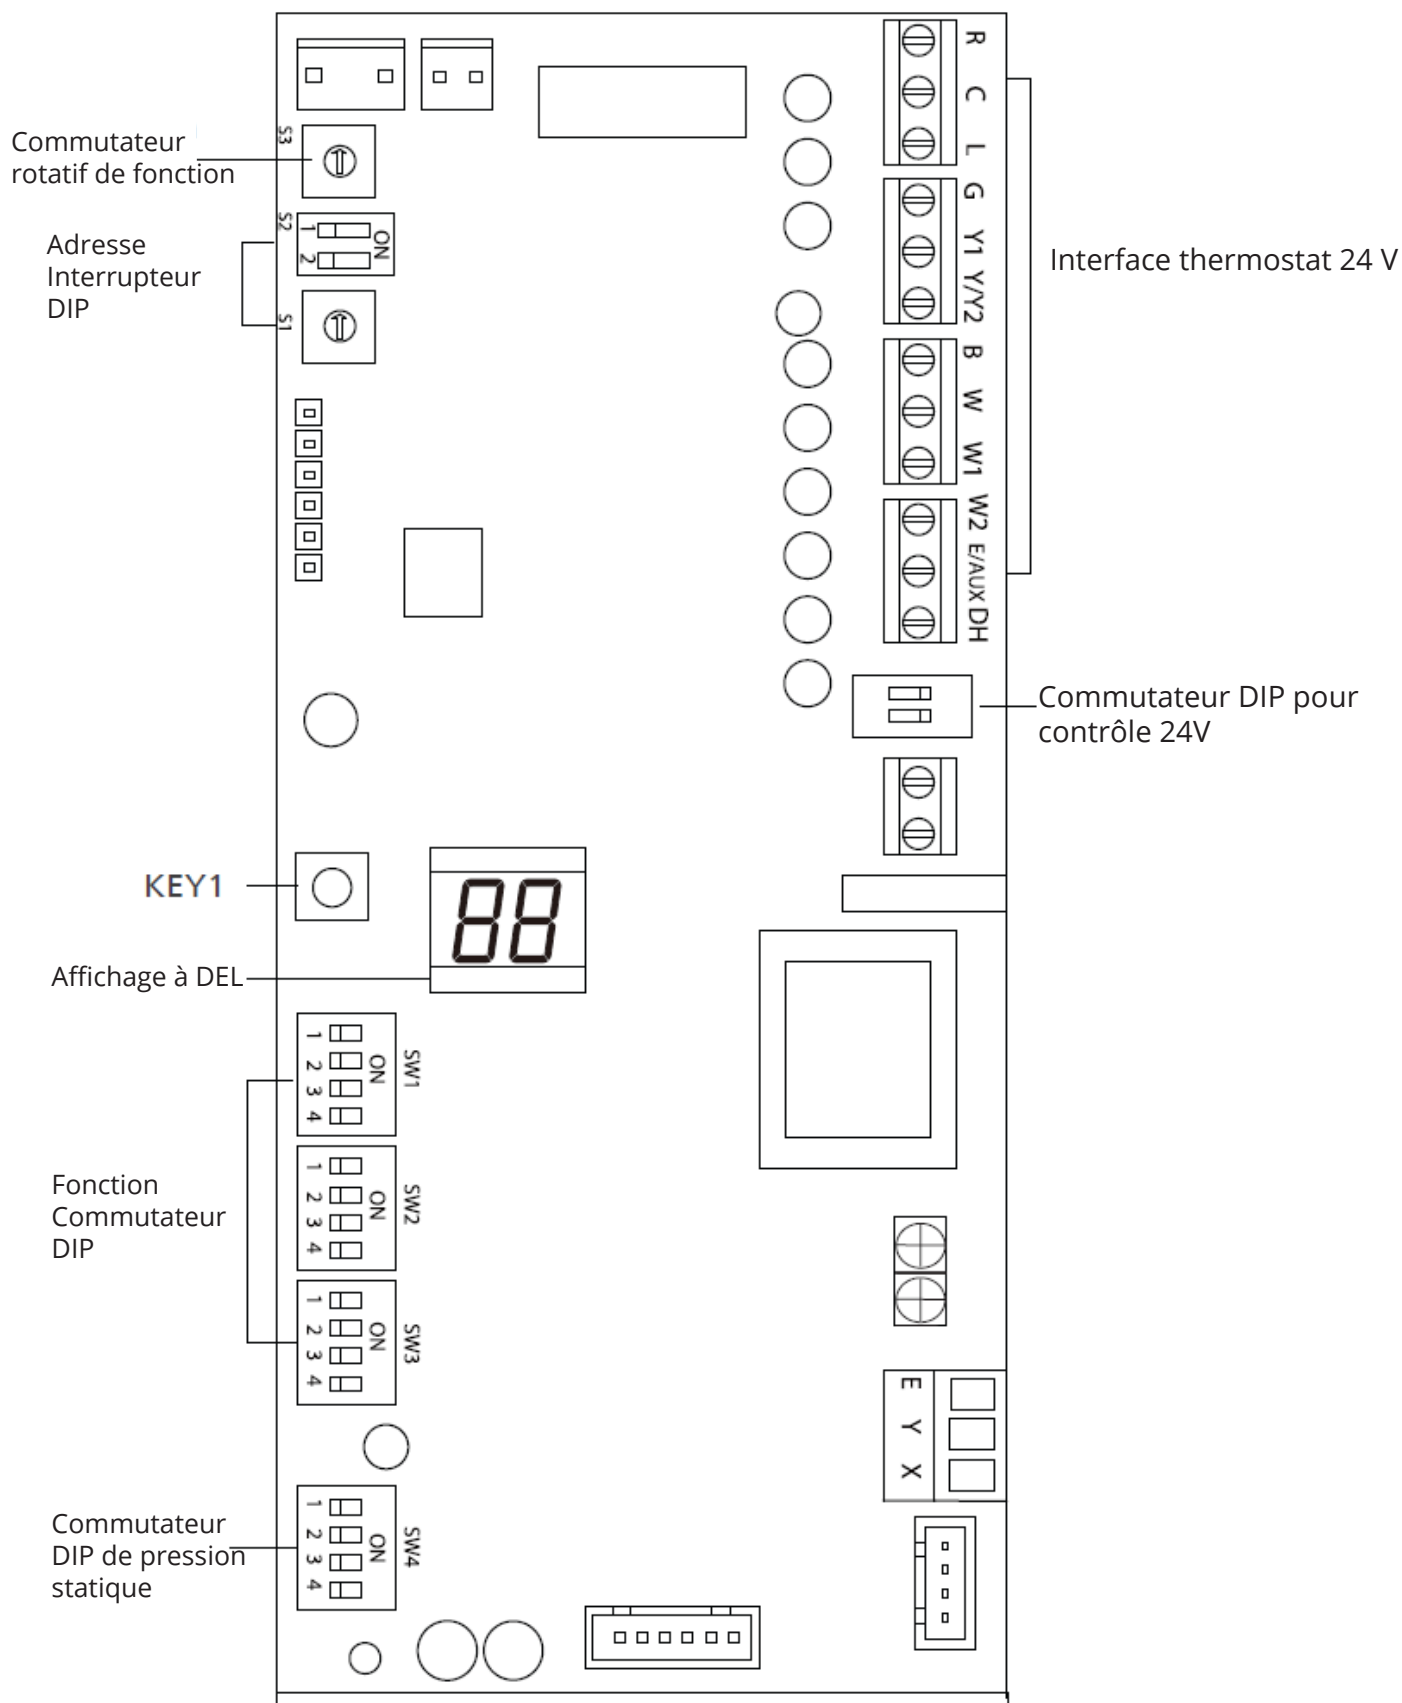 R
C
L
G
Y1
Y/Y2
B
W
W1
W2
E/AUX
DH
Interface thermostat 24 V
Commutateur
rotatif de fonction
S3
Adresse
Interrupteur
DIP
S2
1
2
ON
S1
Commutateur DIP pour
contrôle 24V
KEY1
88
Affichage à DEL
Fonction
Commutateur
DIP
1
2
3
4
ON
SW1
1
2
3
4
ON
SW2
1
2
3
4
ON
SW3
E
Y
X
Commutateur
DIP de pression
statique
1
2
3
4
ON
SW4